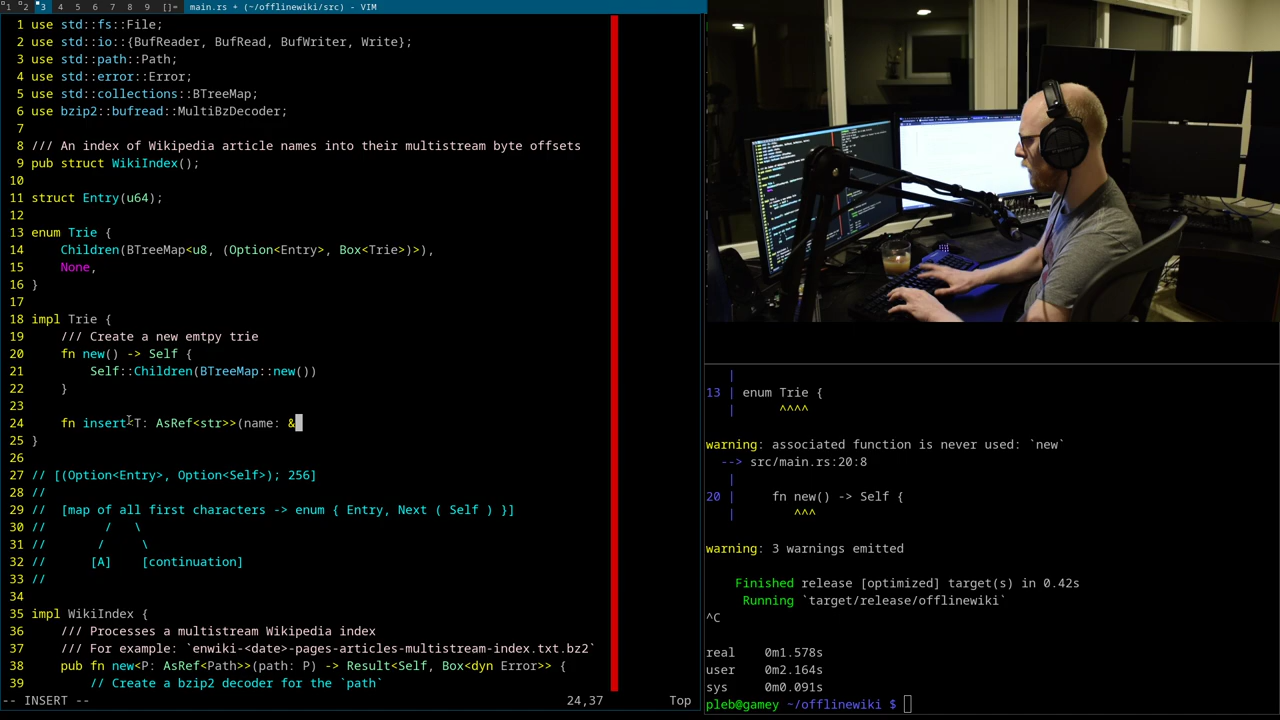 1 2 3 4 5 6 7 8 9 []= main.rs + (~/offlinewiki/src) - VIM
1 use std::fs::File;
2 use std::io::{BufReader, BufRead, BufWriter, Write};
3 use std::path::Path;
4 use std::error::Error;
5 use std::collections::BTreeMap;
6 use bzip2::bufread::MultiBzDecoder;
7
8 /// An index of Wikipedia article names into their multistream byte offsets
9 pub struct WikiIndex();
10
11 struct Entry(u64);
12
13 enum Trie {
14     Children(BTreeMap<u8, (Option<Entry>, Box<Trie>)>),
15     None,
16 }
17
18 impl Trie {
19     /// Create a new emtpy trie
20     fn new() -> Self {
21         Self::Children(BTreeMap::new())
22     }
23
24     fn insert<T: AsRef<str>>(name: &
25 }
26
27 // [(Option<Entry>, Option<Self>); 256]
28 //
29 //  [map of all first characters -> enum { Entry, Next ( Self ) }]
30 //        /   \
31 //       /     \
32 //      [A]    [continuation]
33 //
34
35 impl WikiIndex {
36     /// Processes a multistream Wikipedia index
37     /// For example: `enwiki-<date>-pages-articles-multistream-index.txt.bz2`
38     pub fn new<P: AsRef<Path>>(path: P) -> Result<Self, Box<dyn Error>> {
39         // Create a bzip2 decoder for the `path`
-- INSERT -- 24,37 Top
|
13 | enum Trie {
|      ^^^^
warning: associated function is never used: `new`
--> src/main.rs:20:8
|
20 |     fn new() -> Self {
|        ^^^
warning: 3 warnings emitted
Finished release [optimized] target(s) in 0.42s
Running `target/release/offlinewiki`
^C
real    0m1.578s
user    0m2.164s
sys     0m0.091s
pleb@gamey ~/offlinewiki $